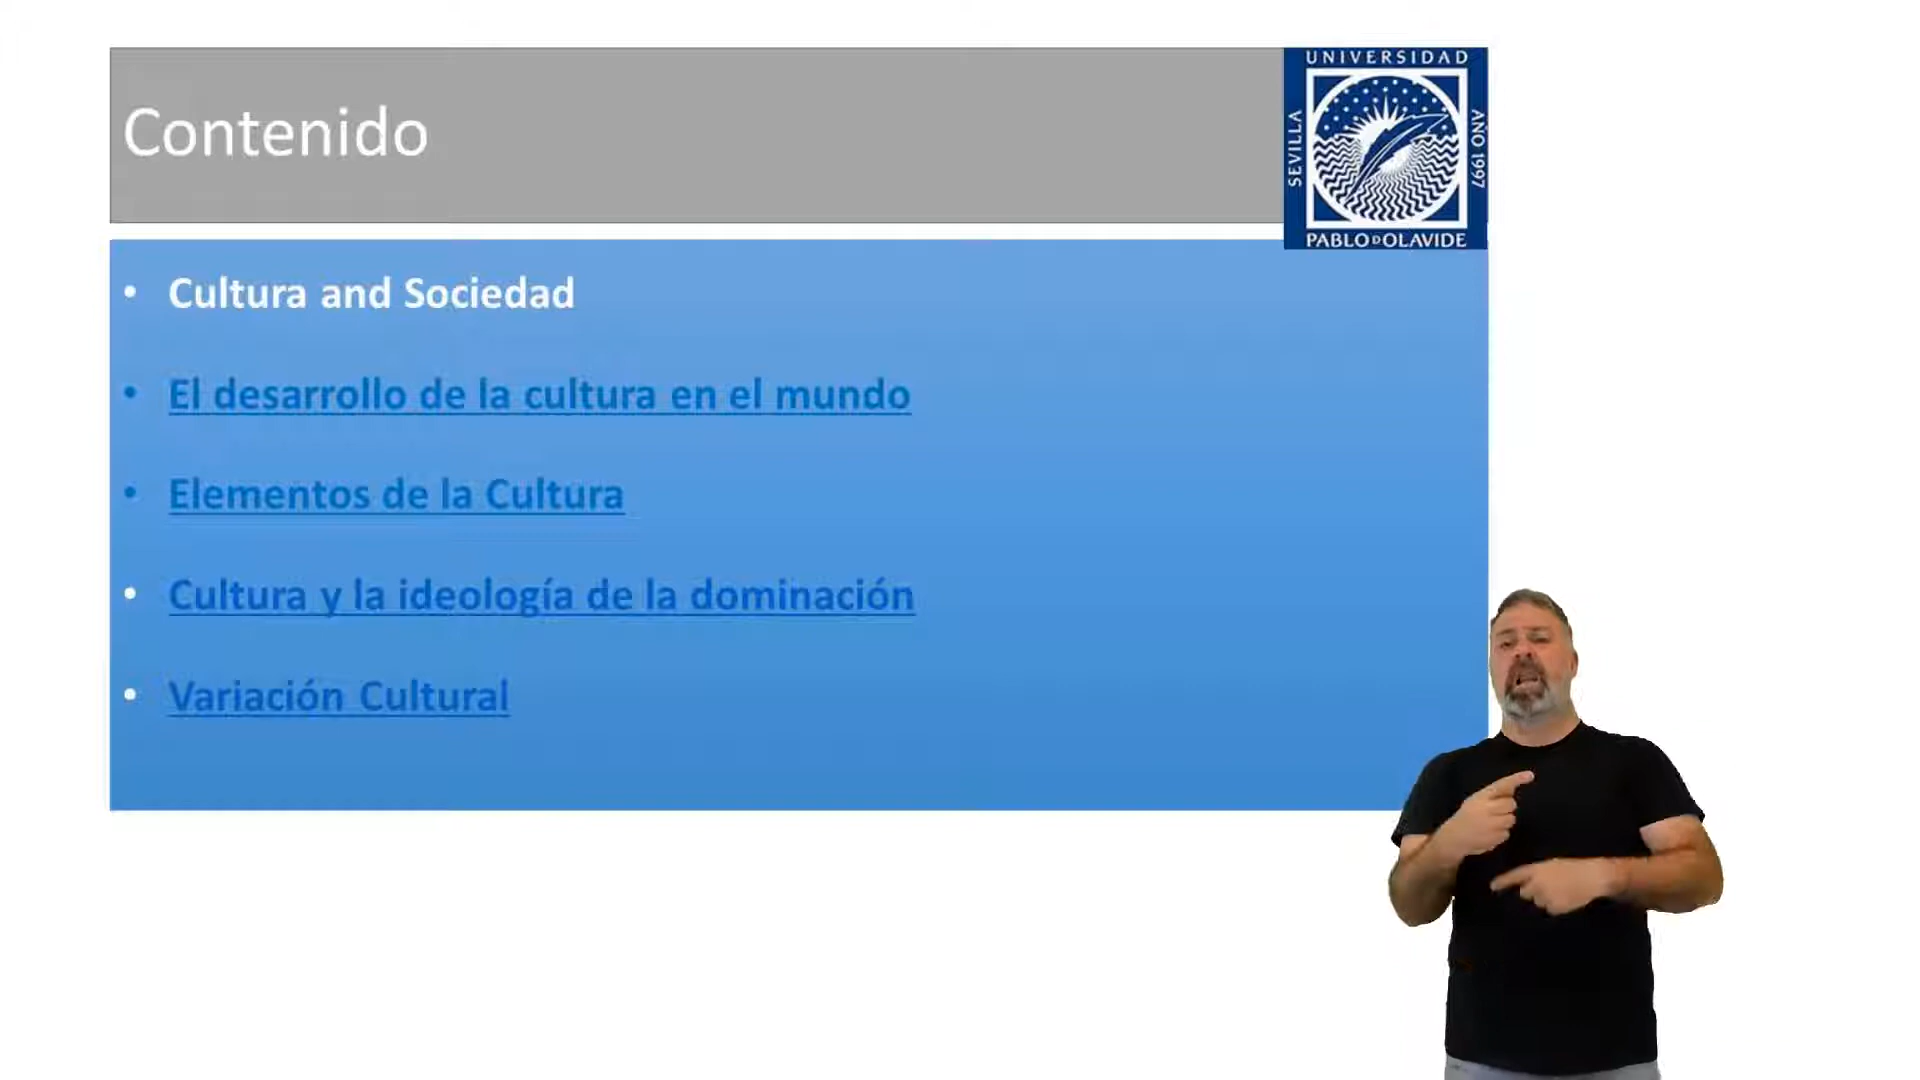 UNIVERSIDAD
SEVILLA
AÑO 1997
PABLO DE OLAVIDE
Contenido
• Cultura and Sociedad
• El desarrollo de la cultura en el mundo
• Elementos de la Cultura
• Cultura y la ideología de la dominación
• Variación Cultural